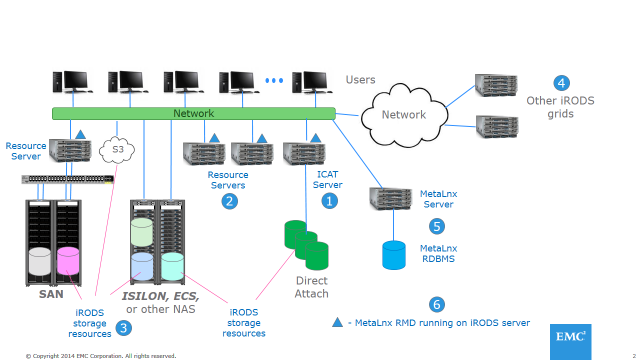 Users
Network
Network
4
Other iRODS
grids
Resource
Server
S3
Resource
Servers
2
ICAT
Server
1
MetaLnx
Server
5
MetaLnx
RDBMS
SAN
ISILON, ECS,
or other NAS
Direct
Attach
iRODS
storage
resources
3
iRODS
storage
resources
6
- MetaLnx RMD running on iRODS server
EMC²
© Copyright 2014 EMC Corporation. All rights reserved.
2